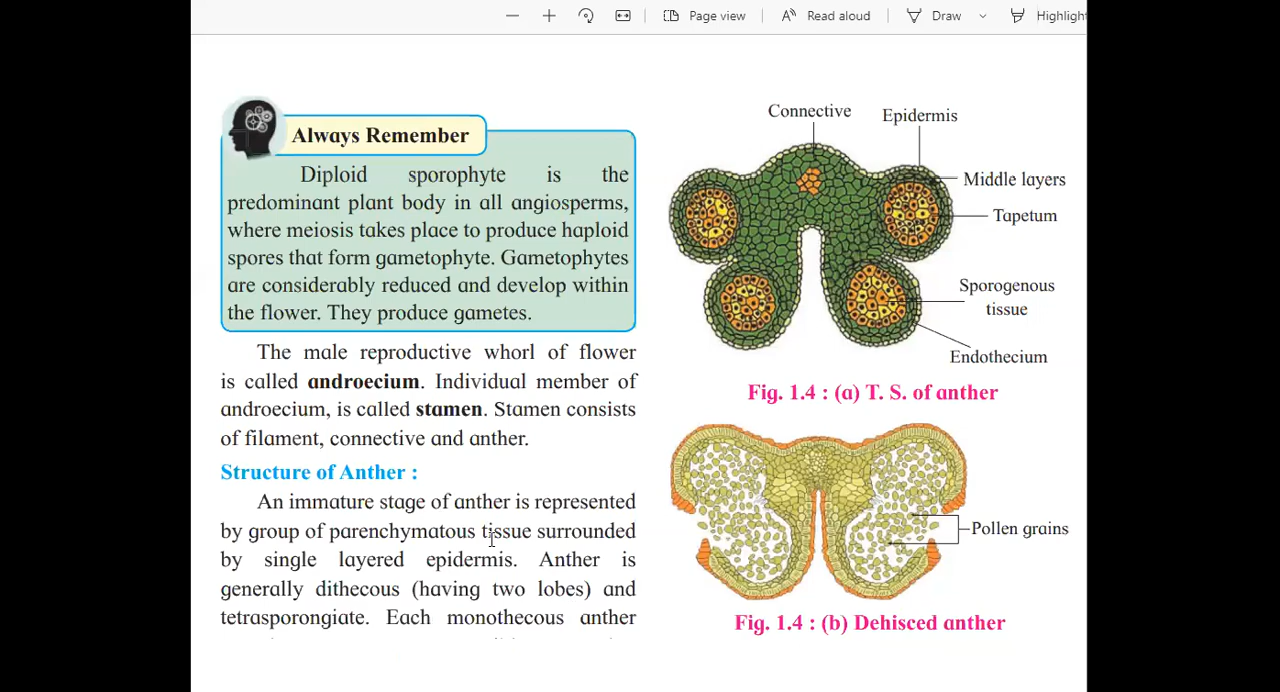 Page view
Read aloud
Draw
Highligh
Always Remember
Diploid sporophyte is the
predominant plant body in all angiosperms,
where meiosis takes place to produce haploid
spores that form gametophyte. Gametophytes
are considerably reduced and develop within
the flower. They produce gametes.
The male reproductive whorl of flower
is called androecium. Individual member of
androecium, is called stamen. Stamen consists
of filament, connective and anther.
Structure of Anther :
An immature stage of anther is represented
by group of parenchymatous tissue surrounded
by single layered epidermis. Anther is
generally dithecous (having two lobes) and
tetrasporongiate. Each monothecous anther
Connective
Epidermis
Middle layers
Tapetum
Sporogenous
tissue
Endothecium
Fig. 1.4 : (a) T. S. of anther
Pollen grains
Fig. 1.4 : (b) Dehisced anther